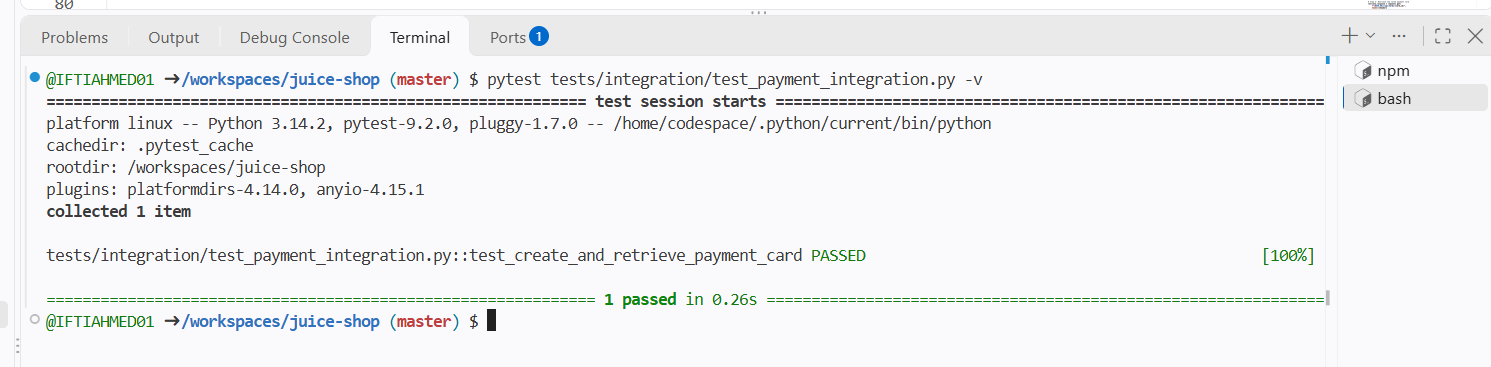 80
Problems Output Debug Console Terminal Ports 1
@IFTIAHMED01 ➜/workspaces/juice-shop (master) $ pytest tests/integration/test_payment_integration.py -v
============================================================ test session starts =============================================================
platform linux -- Python 3.14.2, pytest-9.2.0, pluggy-1.7.0 -- /home/codespace/.python/current/bin/python
cachedir: .pytest_cache
rootdir: /workspaces/juice-shop
plugins: platformdirs-4.14.0, anyio-4.15.1
collected 1 item
tests/integration/test_payment_integration.py::test_create_and_retrieve_payment_card PASSED [100%]
============================================================= 1 passed in 0.26s ==============================================================
@IFTIAHMED01 ➜/workspaces/juice-shop (master) $
npm
bash